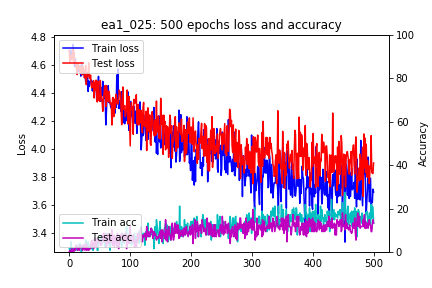 ea1_025: 500 epochs loss and accuracy
4.8
4.6
4.4
4.2
4.0
3.8
3.6
3.4
Loss
Train loss
Test loss
Train acc
Test acc
100
80
60
40
20
0
Accuracy
0
100
200
300
400
500